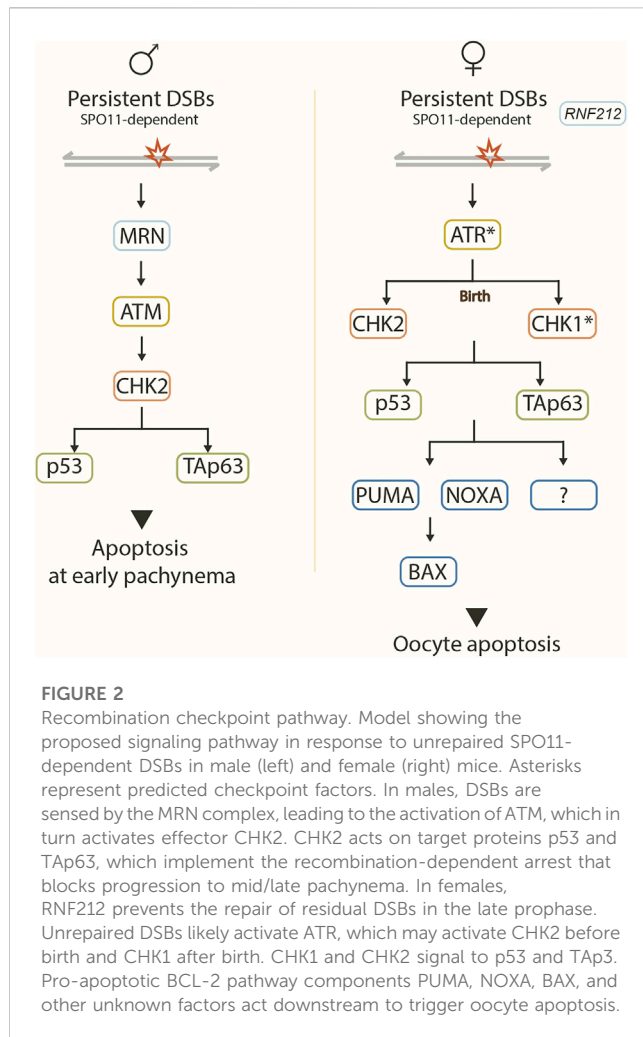 ♂
Persistent DSBs
SPO11-dependent
MRN
ATM
CHK2
p53
TAp63
Apoptosis
at early pachynema
♀
Persistent DSBs
SPO11-dependent
RNF212
ATR*
Birth
CHK2
CHK1*
p53
TAp63
PUMA
NOXA
?
BAX
Oocyte apoptosis
FIGURE 2
Recombination checkpoint pathway. Model showing the
proposed signaling pathway in response to unrepaired SPO11-
dependent DSBs in male (left) and female (right) mice. Asterisks
represent predicted checkpoint factors. In males, DSBs are
sensed by the MRN complex, leading to the activation of ATM, which in
turn activates effector CHK2. CHK2 acts on target proteins p53 and
TAp63, which implement the recombination-dependent arrest that
blocks progression to mid/late pachynema. In females,
RNF212 prevents the repair of residual DSBs in the late prophase.
Unrepaired DSBs likely activate ATR, which may activate CHK2 before
birth and CHK1 after birth. CHK1 and CHK2 signal to p53 and TAp3.
Pro-apoptotic BCL-2 pathway components PUMA, NOXA, BAX, and
other unknown factors act downstream to trigger oocyte apoptosis.